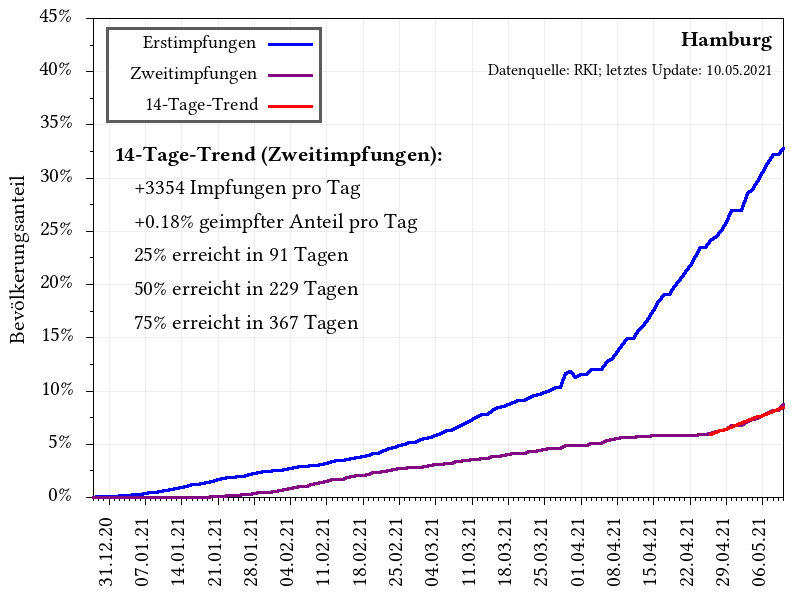 45%
40%
35%
30%
25%
20%
15%
10%
5%
0%
Bevölkerungsanteil
Erstimpfungen
Zweitimpfungen
14-Tage-Trend
Hamburg
Datenquelle: RKI; letztes Update: 10.05.2021
14-Tage-Trend (Zweitimpfungen):
+3354 Impfungen pro Tag
+0.18% geimpfter Anteil pro Tag
25% erreicht in 91 Tagen
50% erreicht in 229 Tagen
75% erreicht in 367 Tagen
31.12.20
07.01.21
14.01.21
21.01.21
28.01.21
04.02.21
11.02.21
18.02.21
25.02.21
04.03.21
11.03.21
18.03.21
25.03.21
01.04.21
08.04.21
15.04.21
22.04.21
29.04.21
06.05.21